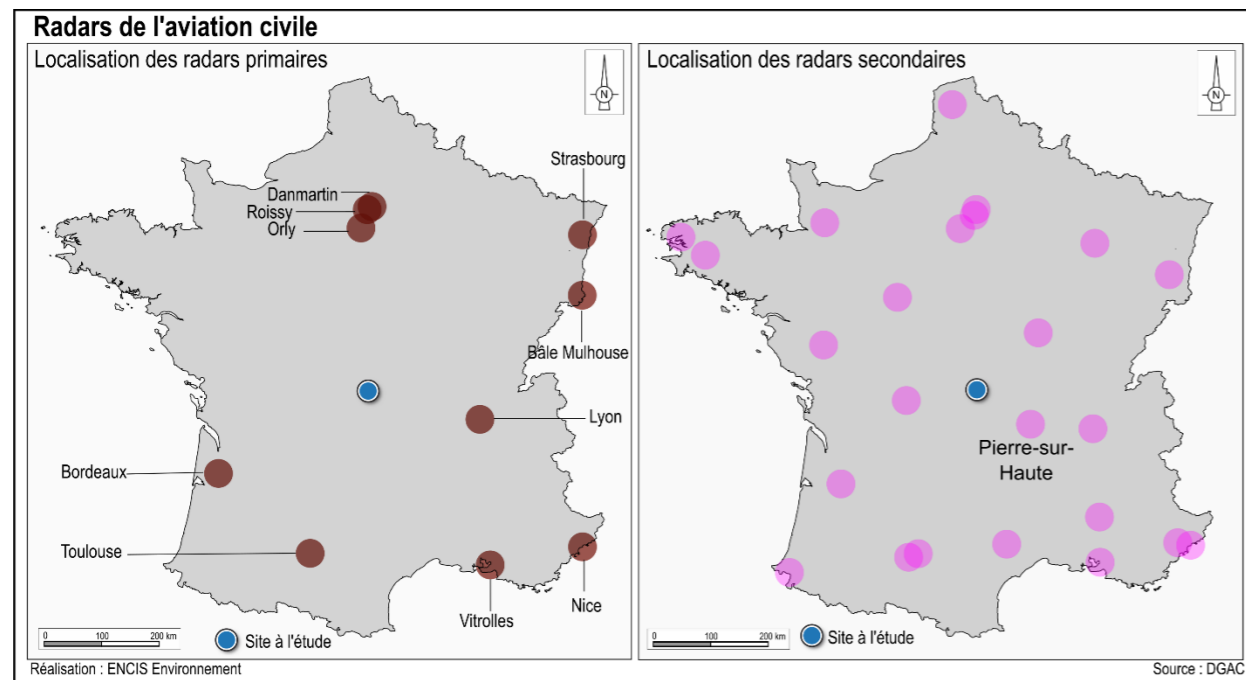 Radars de l'aviation civile
Localisation des radars primaires
N
Strasbourg
Danmartin
Roissy
Orly
Bâle Mulhouse
Lyon
Bordeaux
Toulouse
Nice
Vitrolles
0 100 200 km
Site à l'étude
Localisation des radars secondaires
N
Pierre-sur-
Haute
0 100 200 km
Site à l'étude
Réalisation : ENCIS Environnement
Source : DGAC